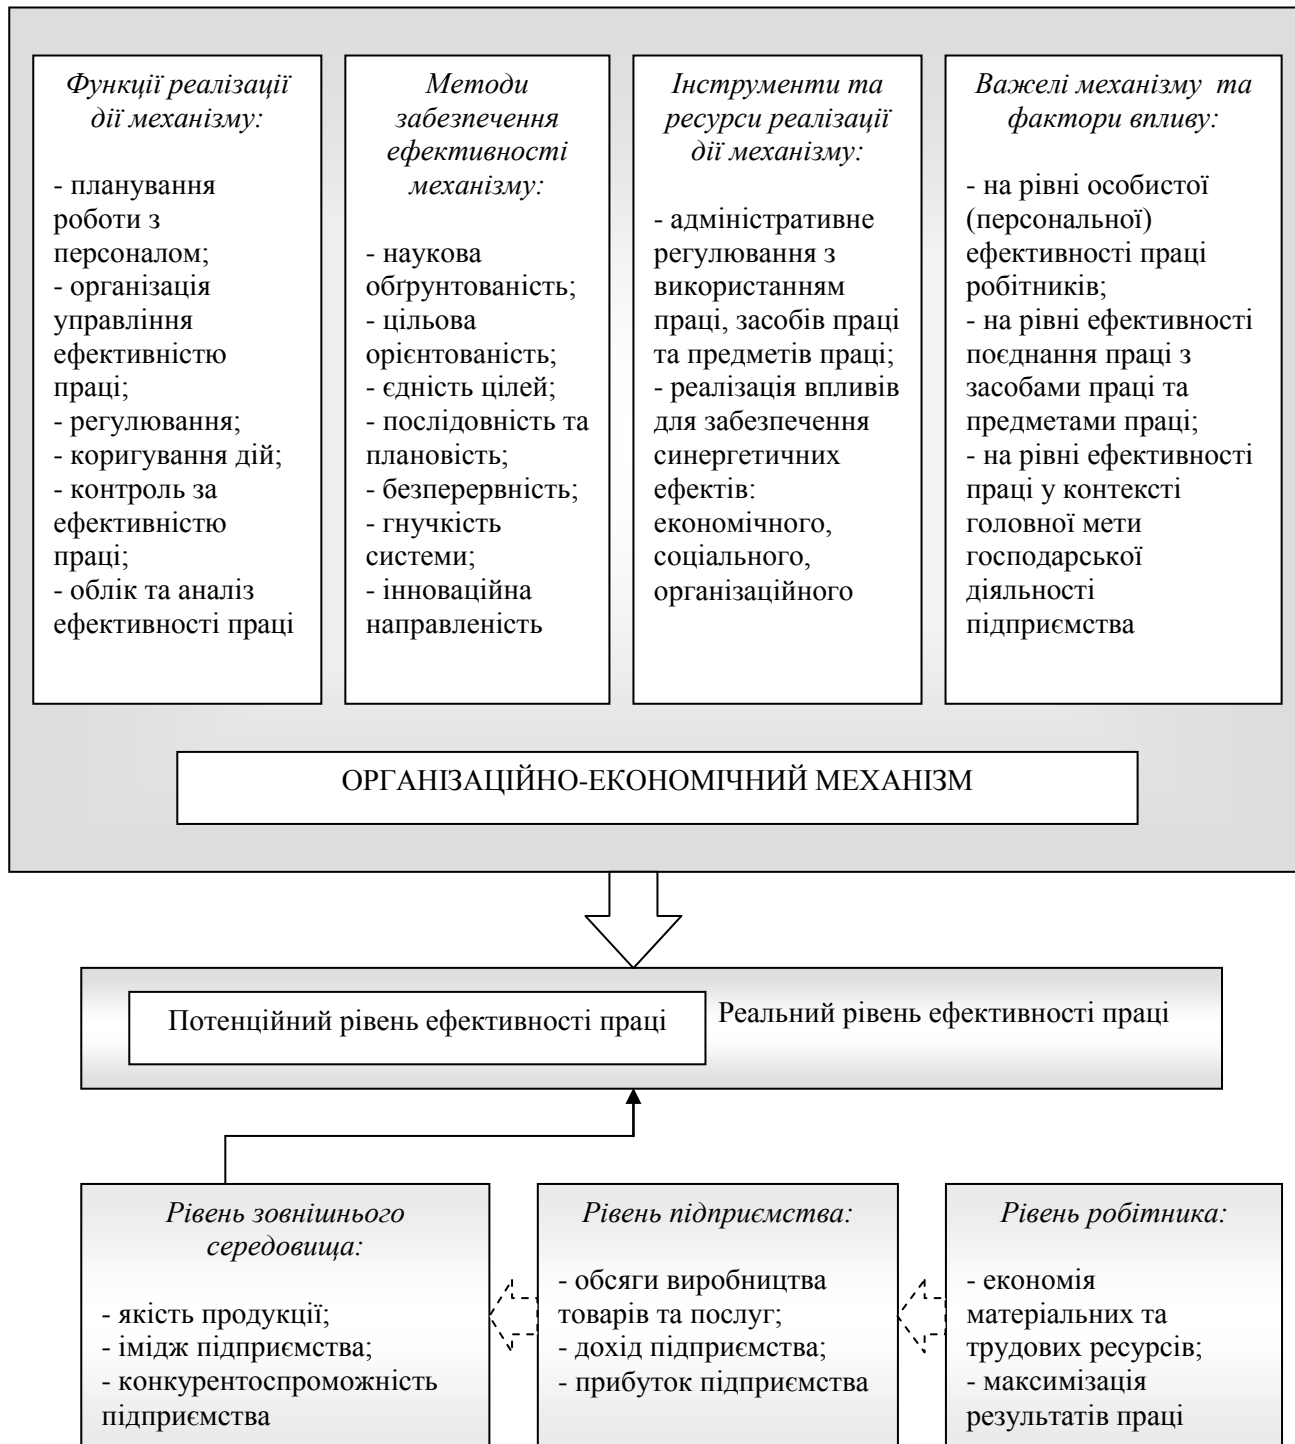 Функції реалізації
дії механізму:
- планування
роботи з
персоналом;
- організація
управління
ефективністю
праці;
- регулювання;
- коригування дій;
- контроль за
ефективністю
праці;
- облік та аналіз
ефективності праці
Методи
забезпечення
ефективності
механізму:
- наукова
обґрунтованість;
- цільова
орієнтованість;
- єдність цілей;
- послідовність та
плановість;
- безперервність;
- гнучкість
системи;
- інноваційна
направленість
Інструменти та
ресурси реалізації
дії механізму:
- адміністративне
регулювання з
використанням
праці, засобів праці
та предметів праці;
- реалізація впливів
для забезпечення
синергетичних
ефектів:
економічного,
соціального,
організаційного
Важелі механізму та
фактори впливу:
- на рівні особистої
(персональної)
ефективності праці
робітників;
- на рівні ефективності
поєднання праці з
засобами праці та
предметами праці;
- на рівні ефективності
праці у контексті
головної мети
господарської
діяльності
підприємства
ОРГАНІЗАЦІЙНО-ЕКОНОМІЧНИЙ МЕХАНІЗМ
Потенційний рівень ефективності праці
Реальний рівень ефективності праці
Рівень зовнішнього
середовища:
- якість продукції;
- імідж підприємства;
- конкурентоспроможність
підприємства
Рівень підприємства:
- обсяги виробництва
товарів та послуг;
- дохід підприємства;
- прибуток підприємства
Рівень робітника:
- економія
матеріальних та
трудових ресурсів;
- максимізація
результатів праці